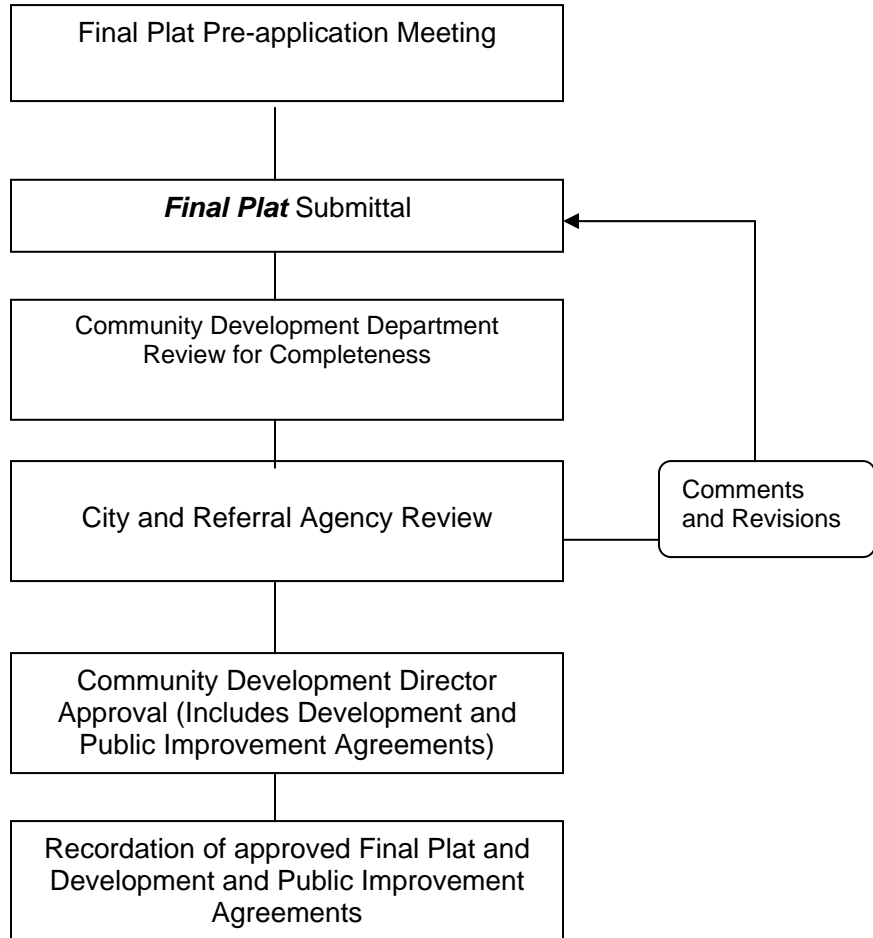 Final Plat Pre-application Meeting
Final Plat Submittal
Community Development Department
Review for Completeness
City and Referral Agency Review
Comments
and Revisions
Community Development Director
Approval (Includes Development and
Public Improvement Agreements)
Recordation of approved Final Plat and
Development and Public Improvement
Agreements